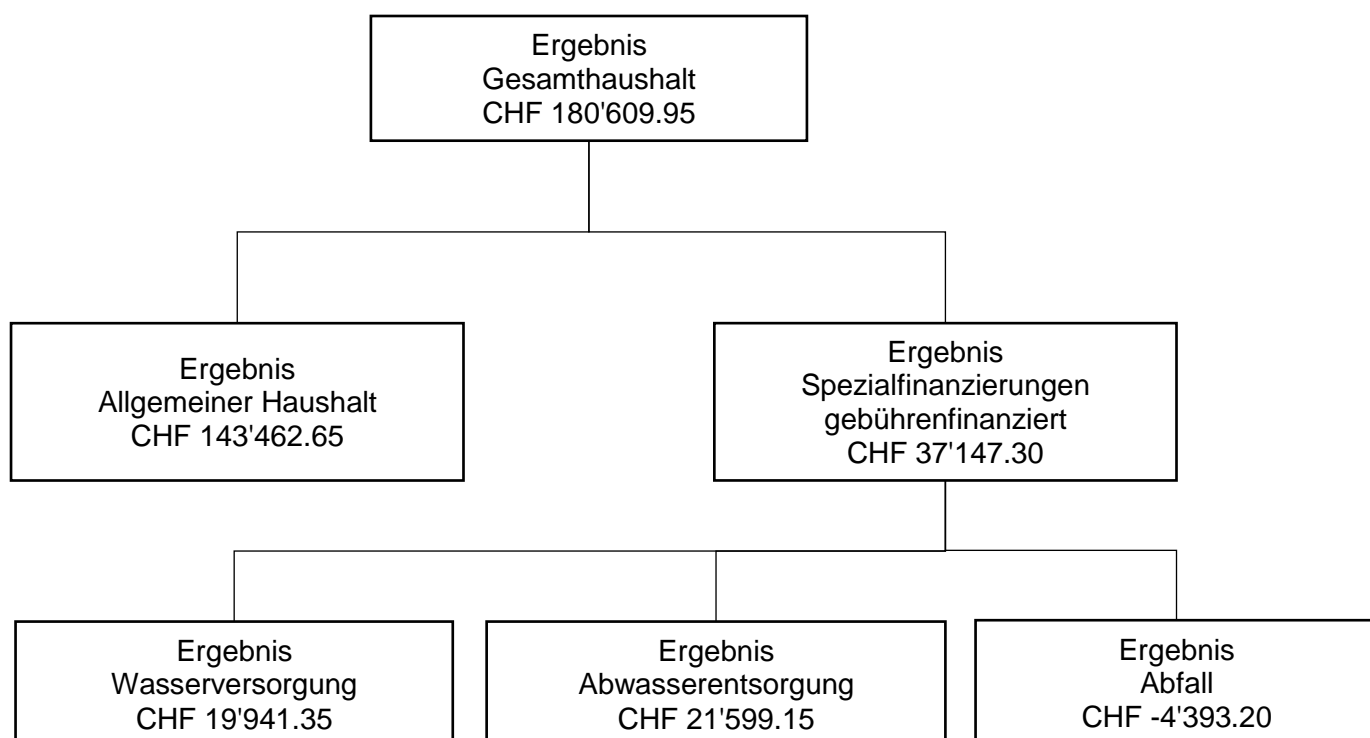 Ergebnis
Gesamthaushalt
CHF 180'609.95
Ergebnis
Allgemeiner Haushalt
CHF 143'462.65
Ergebnis
Spezialfinanzierungen
gebührenfinanziert
CHF 37'147.30
Ergebnis
Wasserversorgung
CHF 19'941.35
Ergebnis
Abwasserentsorgung
CHF 21'599.15
Ergebnis
Abfall
CHF -4'393.20